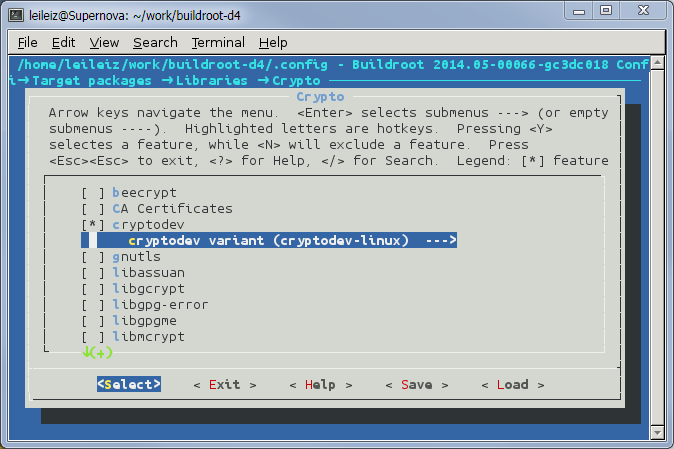 leileiz@Supernova: ~/work/buildroot-d4
File Edit View Search Terminal Help
/home/leileiz/work/buildroot-d4/.config - Buildroot 2014.05-00066-gc3dc018 Conf
i→Target packages →Libraries →Crypto
Crypto
Arrow keys navigate the menu. <Enter> selects submenus ---> (or empty
submenus ----). Highlighted letters are hotkeys. Pressing <Y>
selectes a feature, while <N> will exclude a feature. Press
<Esc><Esc> to exit, <?> for Help, </> for Search. Legend: [*] feature
[ ] beecrypt
[ ] CA Certificates
[*] cryptodev
cryptodev variant (cryptodev-linux) --->
[ ] gnutls
[ ] libassuan
[ ] libgcrypt
[ ] libgpg-error
[ ] libgpgme
[ ] libmcrypt
↓(+)
<Select> < Exit > < Help > < Save > < Load >